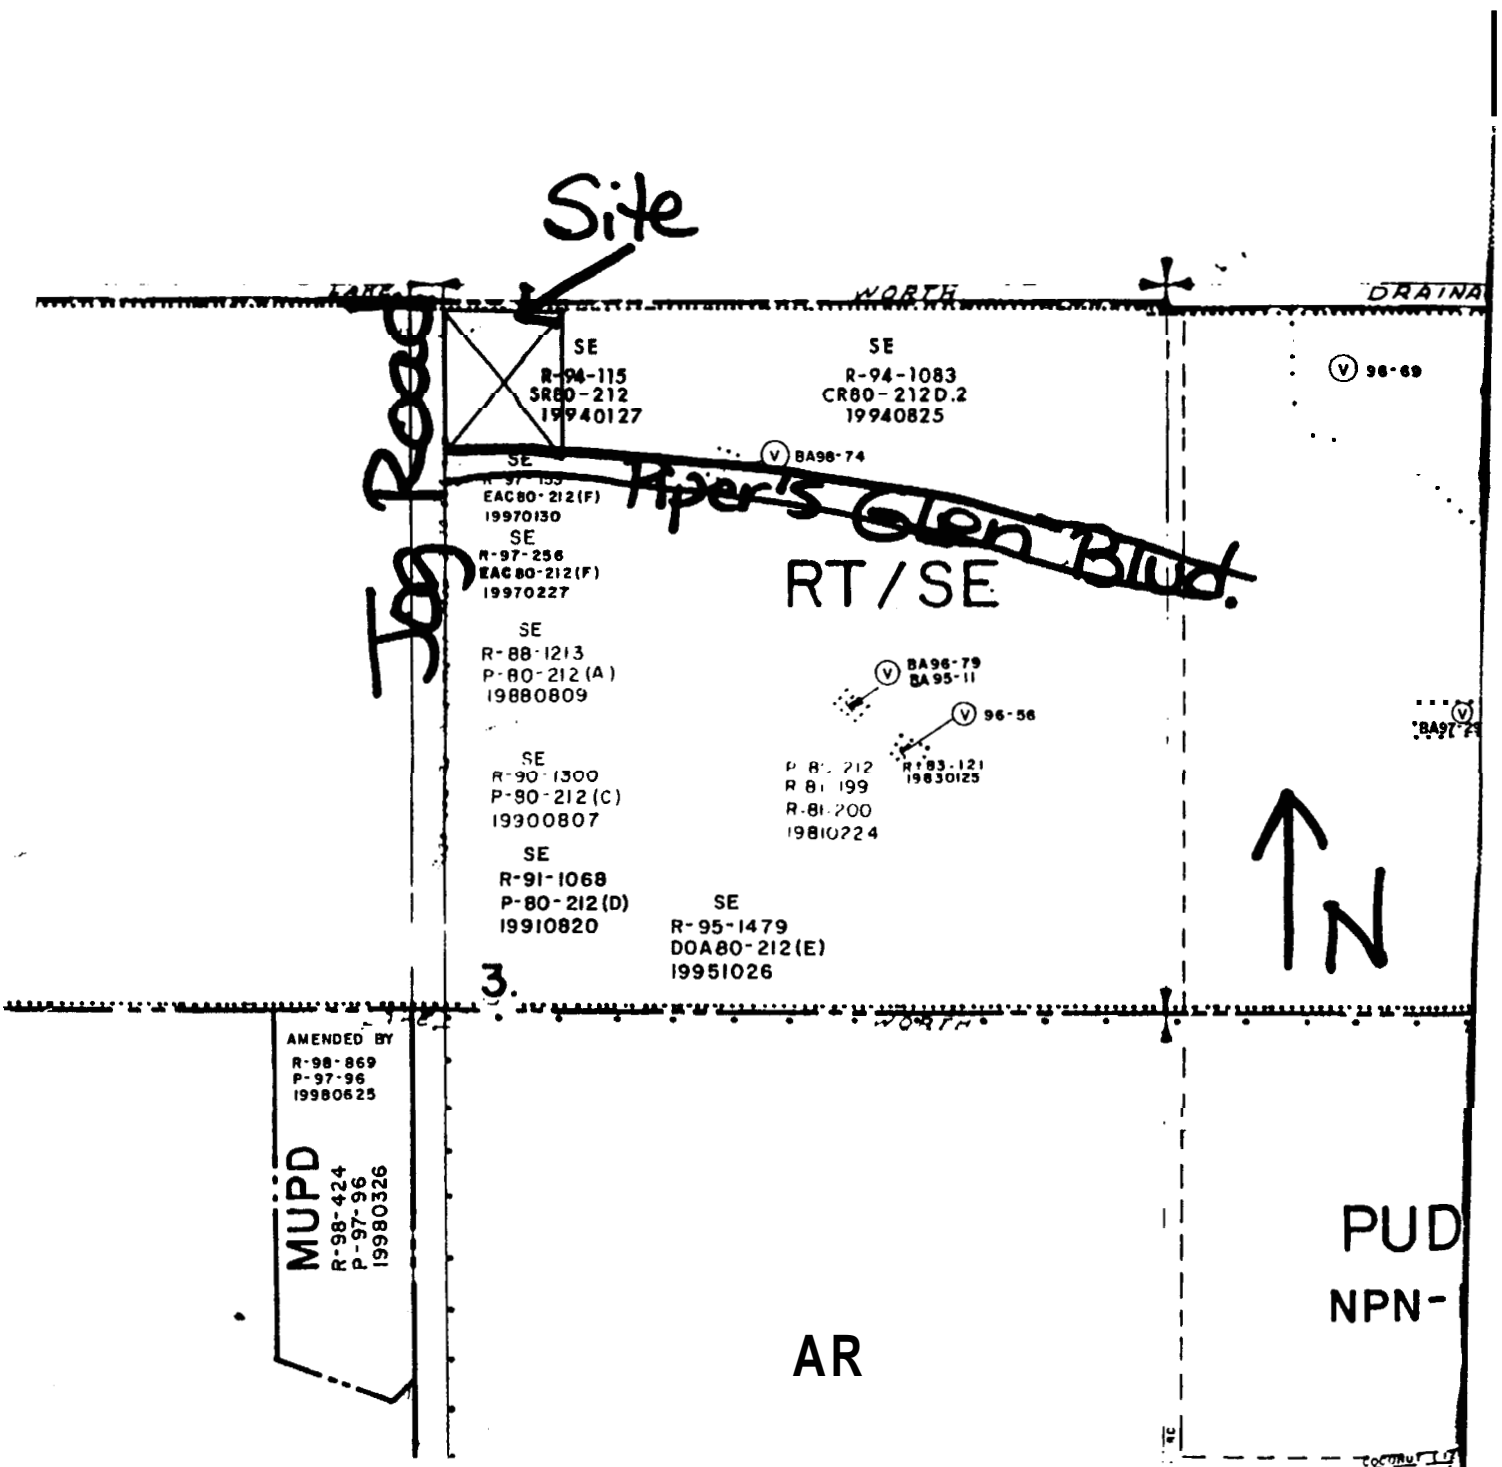 Site
WORTH
DRAINA
Jog Road
SE
R-94-115
SR80-212
19940127
SE
R-94-1083
CR80-212D.2
19940825
V 96-69
V BA98-74
Piper's Glen Blvd.
SE
EAC80-212(F)
19970130
SE
R-97-256
EAC80-212(F)
19970227
RT/SE
SE
R-88-1213
P-80-212(A)
19880809
V BA96-79
BA95-11
V 96-56
V
BA97-29
SE
R-90-1300
P-80-212(C)
19900807
212
R 81-199
R-81-200
19810224
R-83-121
19830125
SE
R-91-1068
P-80-212(D)
19910820
SE
R-95-1479
DOA80-212(E)
19951026
N
3.
WORTH
AMENDED BY
R-98-869
P-97-96
19980625
MUPD
R-98-424
P-97-96
19980326
PUD
NPN-
AR